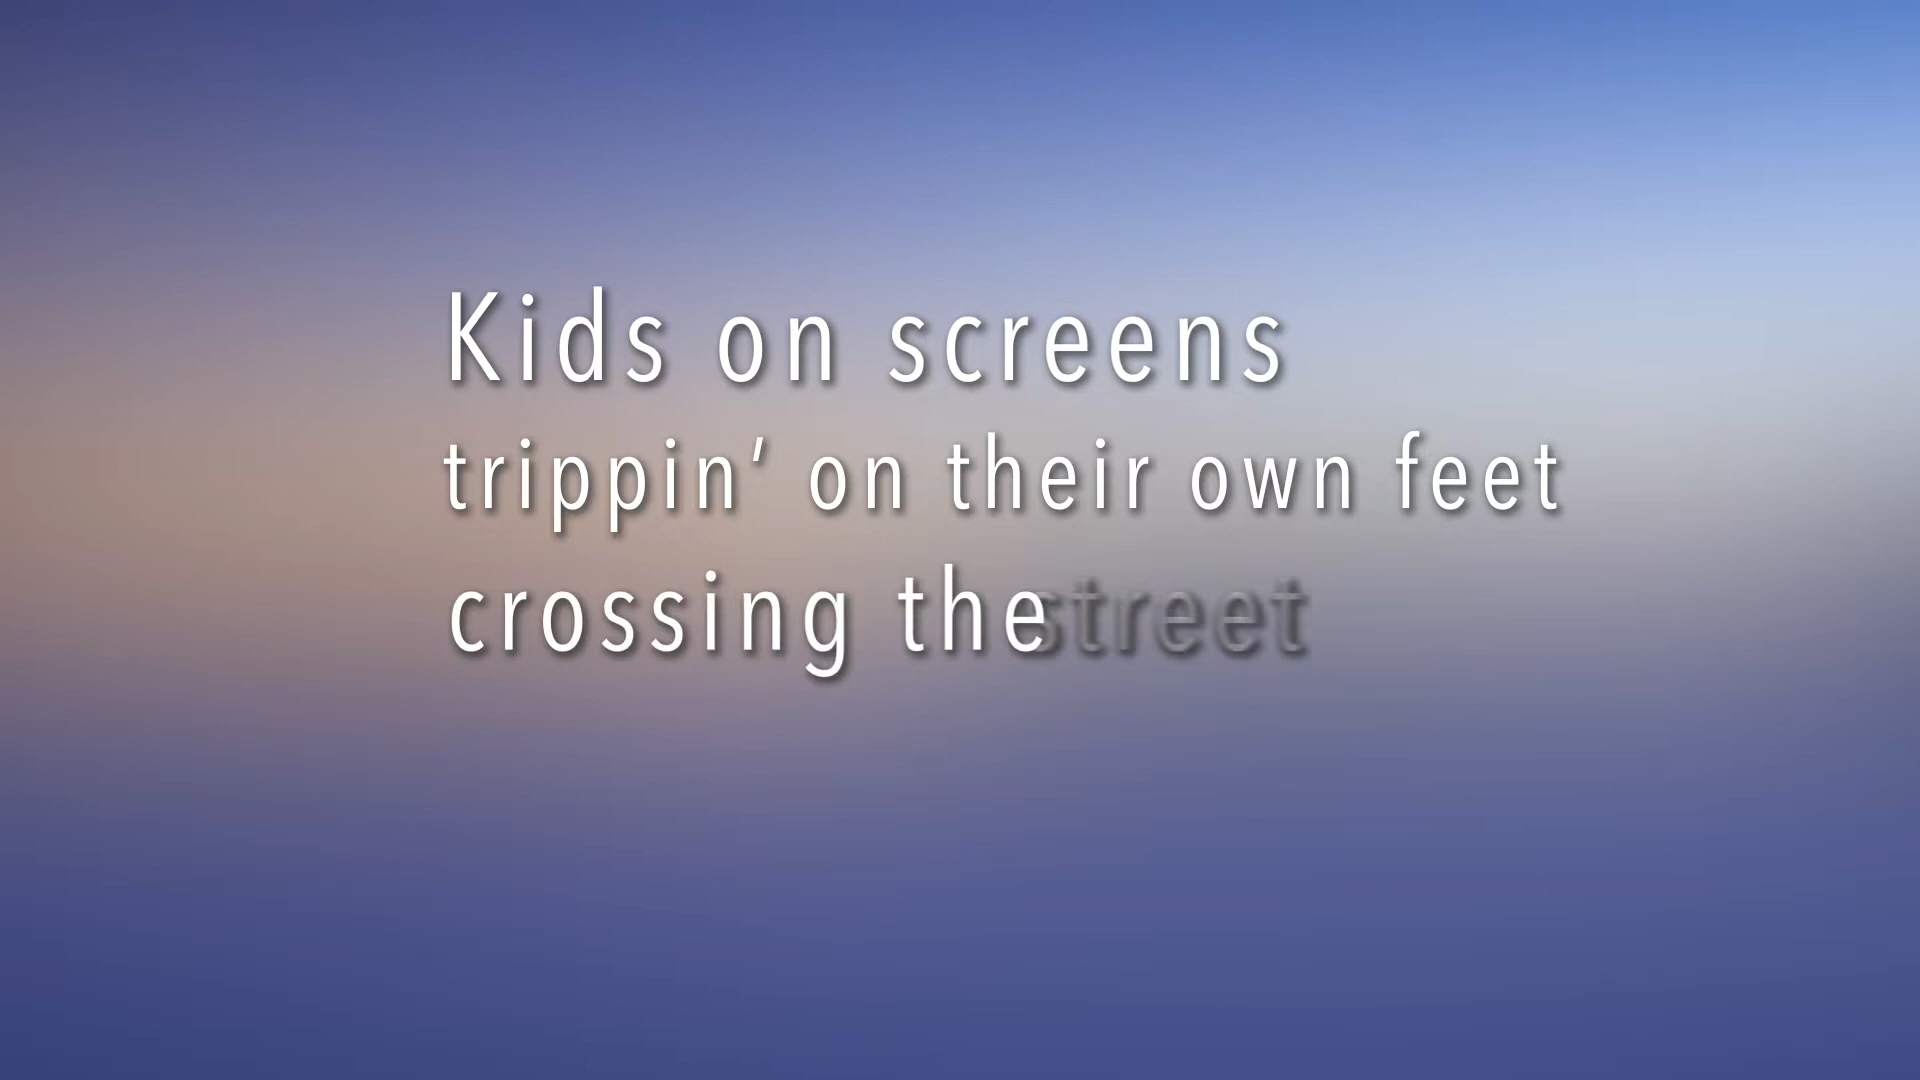 Kids on screens
trippin’ on their own feet
crossing the street